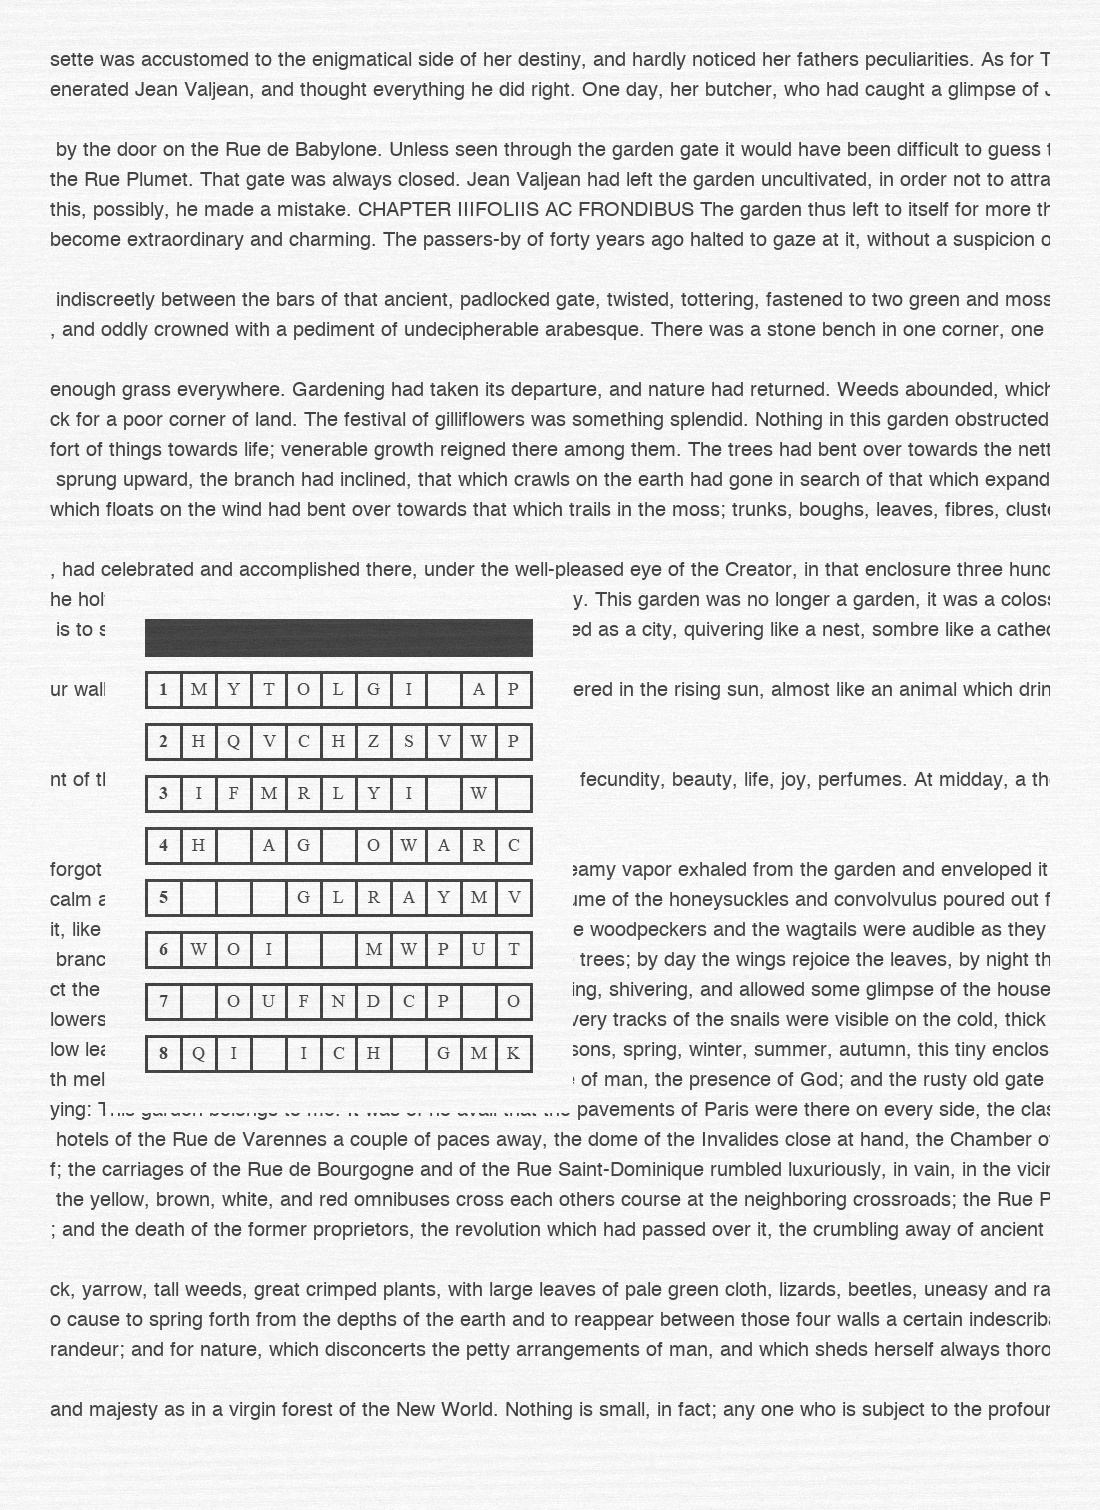 sette was accustomed to the enigmatical side of her destiny, and hardly noticed her fathers peculiarities. As for
enerated Jean Valjean, and thought everything he did right. One day, her butcher, who had caught a glimpse of
by the door on the Rue de Babylone. Unless seen through the garden gate it would have been difficult to guess
the Rue Plumet. That gate was always closed. Jean Valjean had left the garden uncultivated, in order not to attra
this, possibly, he made a mistake. CHAPTER IIIFOLIIS AC FRONDIBUS The garden thus left to itself for more
become extraordinary and charming. The passers-by of forty years ago halted to gaze at it, without a suspicion
indiscreetly between the bars of that ancient, padlocked gate, twisted, tottering, fastened to two green and moss
, and oddly crowned with a pediment of undecipherable arabesque. There was a stone bench in one corner, one
enough grass everywhere. Gardening had taken its departure, and nature had returned. Weeds abounded, which
ck for a poor corner of land. The festival of gilliflowers was something splendid. Nothing in this garden obstructed
fort of things towards life; venerable growth reigned there among them. The trees had bent over towards the nett
sprung upward, the branch had inclined, that which crawls on the earth had gone in search of that which expand
which floats on the wind had bent over towards that which trails in the moss; trunks, boughs, leaves, fibres, clust
, had celebrated and accomplished there, under the well-pleased eye of the Creator, in that enclosure three hund
he hol y. This garden was no longer a garden, it was a colos
is to s ed as a city, quivering like a nest, sombre like a cathed
ur wall ered in the rising sun, almost like an animal which drin
nt of fecundity, beauty, life, joy, perfumes. At midday, a
forgot eamy vapor exhaled from the garden and enveloped it
calm ume of the honeysuckles and convolvulus poured out
it, like e woodpeckers and the wagtails were audible as they
branc trees; by day the wings rejoice the leaves, by night
ct the ing, shivering, and allowed some glimpse of the house
lowers very tracks of the snails were visible on the cold, thick
low lea sons, spring, winter, summer, autumn, this tiny enclos
th mel of man, the presence of God; and the rusty old gate
ying: This garden belongs to me. It was of no avail that the pavements of Paris were there on every side, the
hotels of the Rue de Varennes a couple of paces away, the dome of the Invalides close at hand, the Chamber
f; the carriages of the Rue de Bourgogne and of the Rue Saint-Dominique rumbled luxuriously, in vain, in the
the yellow, brown, white, and red omnibuses cross each others course at the neighboring crossroads; the Rue P
; and the death of the former proprietors, the revolution which had passed over it, the crumbling away of ancient
ck, yarrow, tall weeds, great crimped plants, with large leaves of pale green cloth, lizards, beetles, uneasy and ra
o cause to spring forth from the depths of the earth and to reappear between those four walls a certain indescrib
randeur; and for nature, which disconcerts the petty arrangements of man, and which sheds herself always thoro
and majesty as in a virgin forest of the New World. Nothing is small, in fact; any one who is subject to the profoun
1 M Y T O L G I A P
2 H Q V C H Z S V W P
3 I F M R L Y I W
4 H A G O W A R C
5 G L R A Y M V
6 W O I M W P U T
7 O U F N D C P O
8 Q I I C H G M K